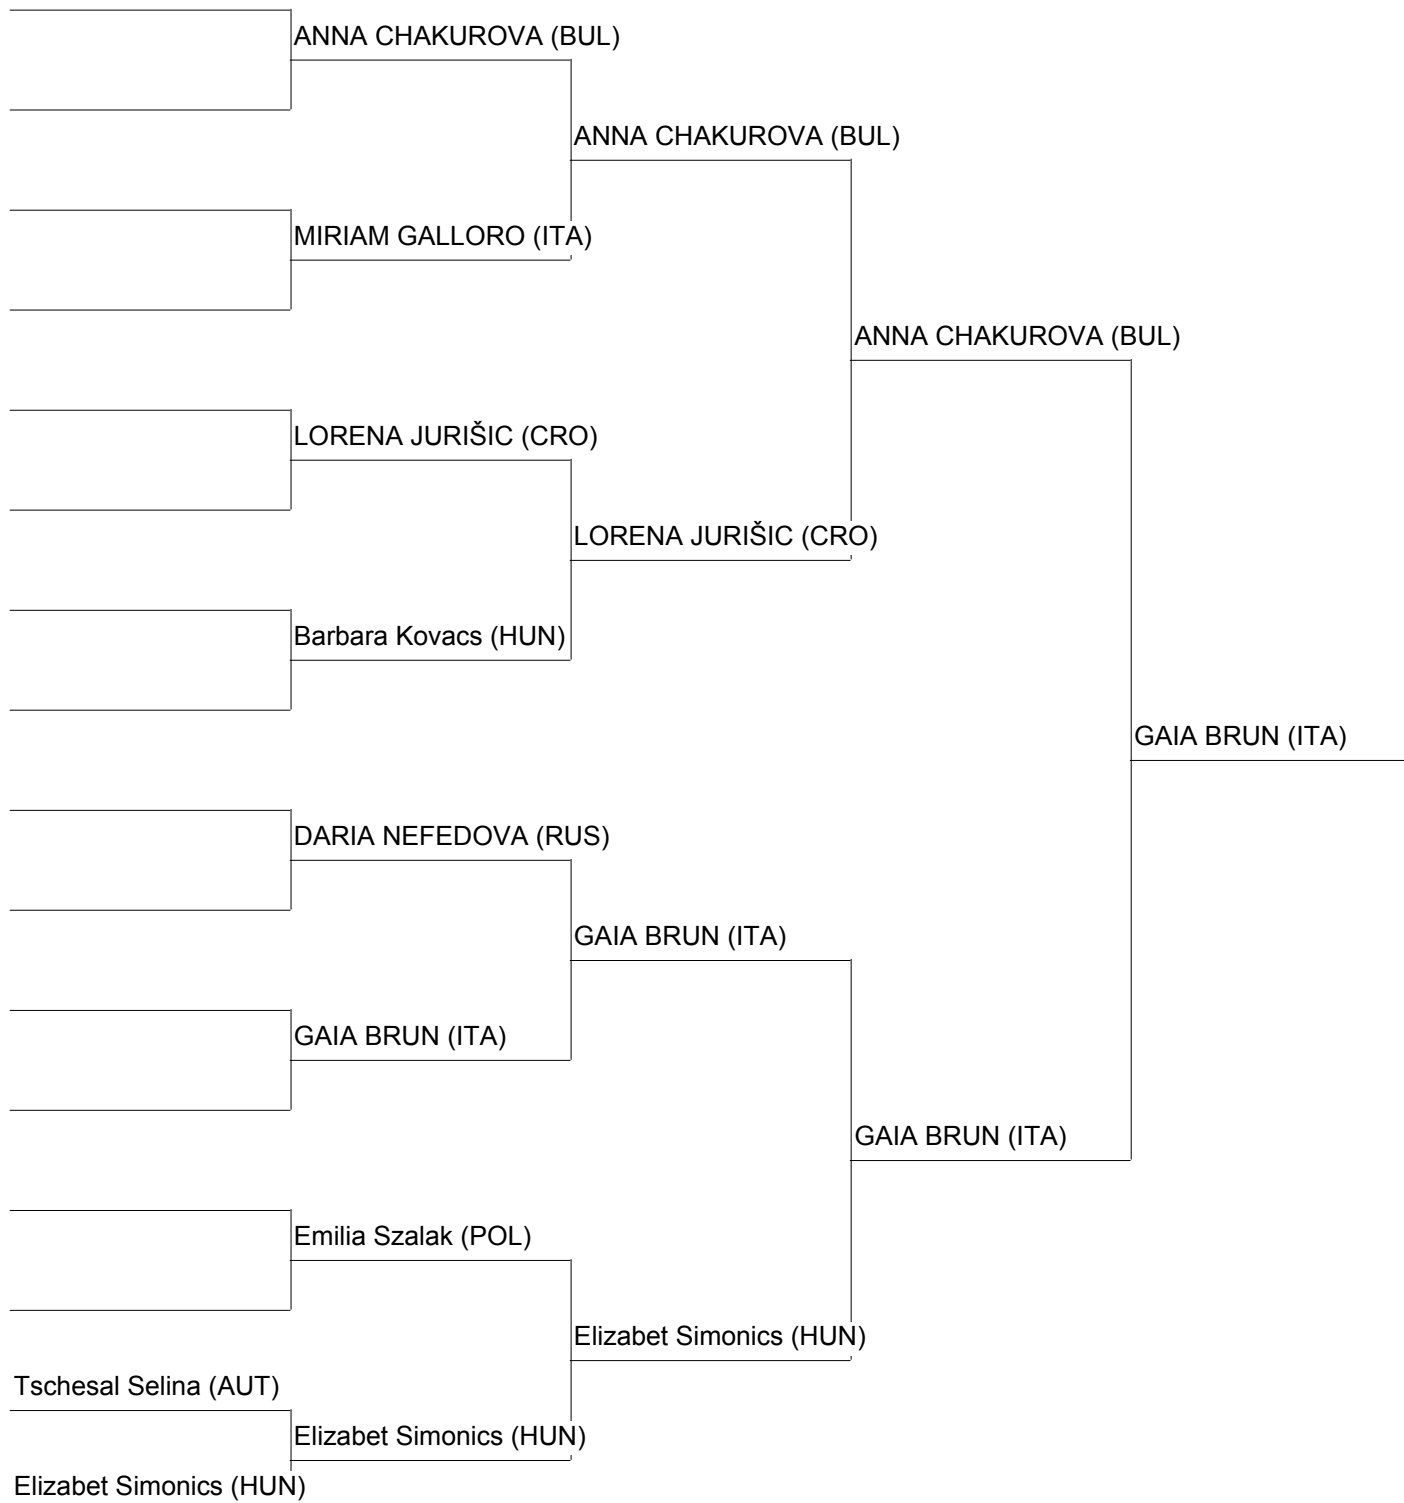 ANNA CHAKUROVA (BUL)
ANNA CHAKUROVA (BUL)
MIRIAM GALLORO (ITA)
ANNA CHAKUROVA (BUL)
LORENA JURIŠIC (CRO)
LORENA JURIŠIC (CRO)
Barbara Kovacs (HUN)
GAIA BRUN (ITA)
DARIA NEFEDOVA (RUS)
GAIA BRUN (ITA)
GAIA BRUN (ITA)
GAIA BRUN (ITA)
Emilia Szalak (POL)
Elizabet Simonics (HUN)
Tschesal Selina (AUT)
Elizabet Simonics (HUN)
Elizabet Simonics (HUN)